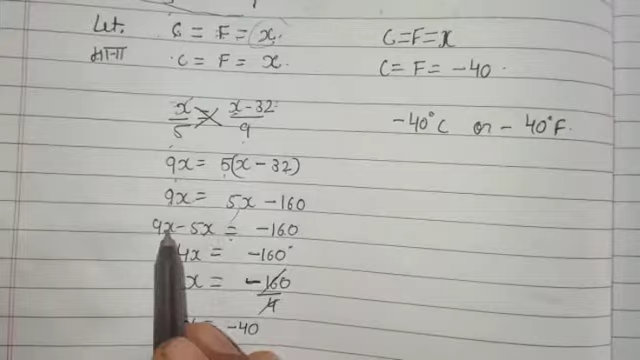 Let. C = F = x.
माना C = F = x.
x/5 = x-32/9
9x = 5(x-32)
9x = 5x-160
9x-5x = -160
4x = -160
x = -160/4
= -40
C=F=x
C= F= -40.
-40°C or -40°F.